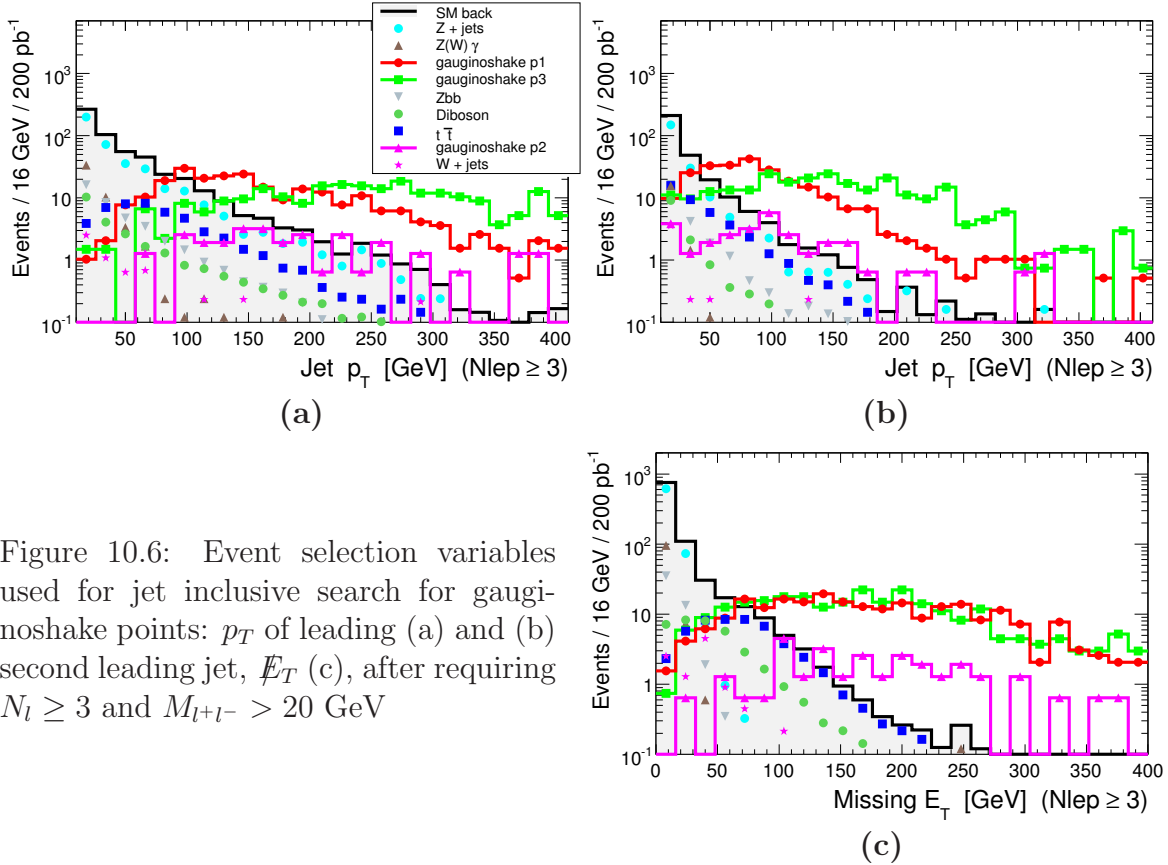 Events / 16 GeV / 200 pb⁻¹
10³
10²
10
1
10⁻¹
50 100 150 200 250 300 350 400
Jet p_T [GeV] (Nlep ≥ 3)
(a)
SM back
Z + jets
Z(W) γ
gauginoshake p1
gauginoshake p3
Zbb
Diboson
t t̅
gauginoshake p2
W + jets
Events / 16 GeV / 200 pb⁻¹
10³
10²
10
1
10⁻¹
50 100 150 200 250 300 350 400
Jet p_T [GeV] (Nlep ≥ 3)
(b)
Figure 10.6: Event selection variables
used for jet inclusive search for gaugi-
noshake points: p_T of leading (a) and (b)
second leading jet, E̸_T (c), after requiring
N_l ≥ 3 and M_{l⁺l⁻} > 20 GeV
Events / 16 GeV / 200 pb⁻¹
10³
10²
10
1
10⁻¹
0 50 100 150 200 250 300 350 400
Missing E_T [GeV] (Nlep ≥ 3)
(c)